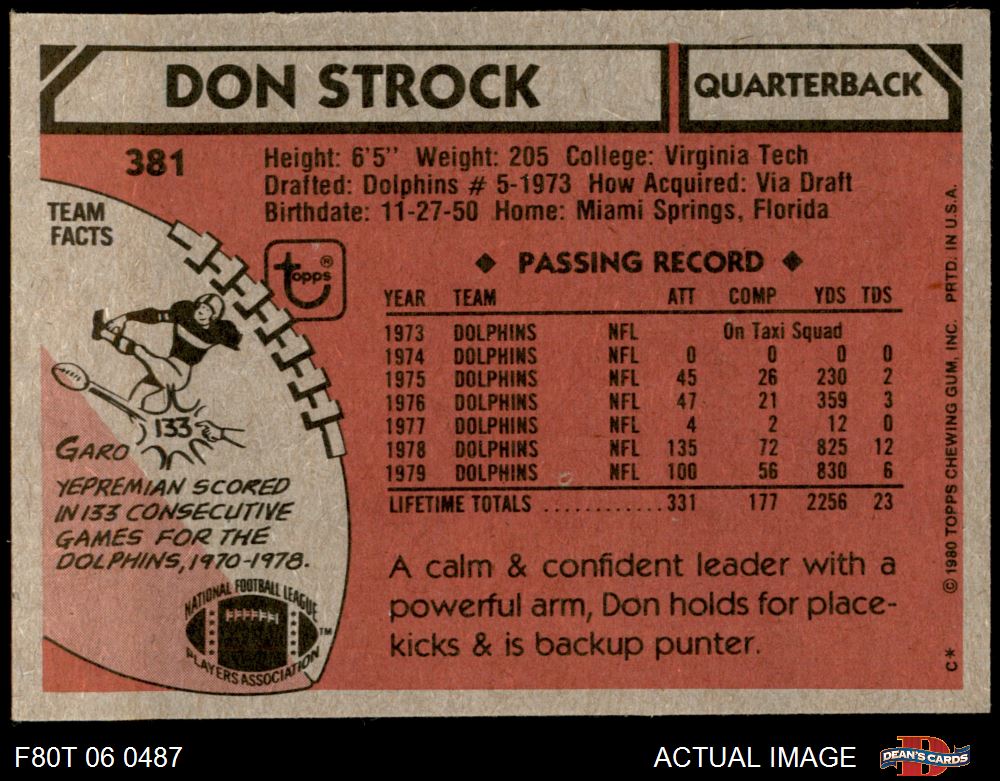 DON STROCK
QUARTERBACK
381
Height: 6'5'' Weight: 205 College: Virginia Tech
Drafted: Dolphins # 5-1973 How Acquired: Via Draft
Birthdate: 11-27-50 Home: Miami Springs, Florida
TEAM
FACTS
topps®
133
GARO
YEPREMIAN SCORED
IN 133 CONSECUTIVE
GAMES FOR THE
DOLPHINS, 1970-1978.
NATIONAL FOOTBALL LEAGUE
PLAYERS ASSOCIATION
TM
◆ PASSING RECORD ◆
YEAR TEAM ATT COMP YDS TDS
1973 DOLPHINS NFL On Taxi Squad
1974 DOLPHINS NFL 0 0 0 0
1975 DOLPHINS NFL 45 26 230 2
1976 DOLPHINS NFL 47 21 359 3
1977 DOLPHINS NFL 4 2 12 0
1978 DOLPHINS NFL 135 72 825 12
1979 DOLPHINS NFL 100 56 830 6
LIFETIME TOTALS ............ 331 177 2256 23
A calm & confident leader with a
powerful arm, Don holds for place-
kicks & is backup punter.
C* © 1980 TOPPS CHEWING GUM, INC. PRTD. IN U.S.A.
F80T 06 0487
ACTUAL IMAGE
D
DEAN'S CARDS